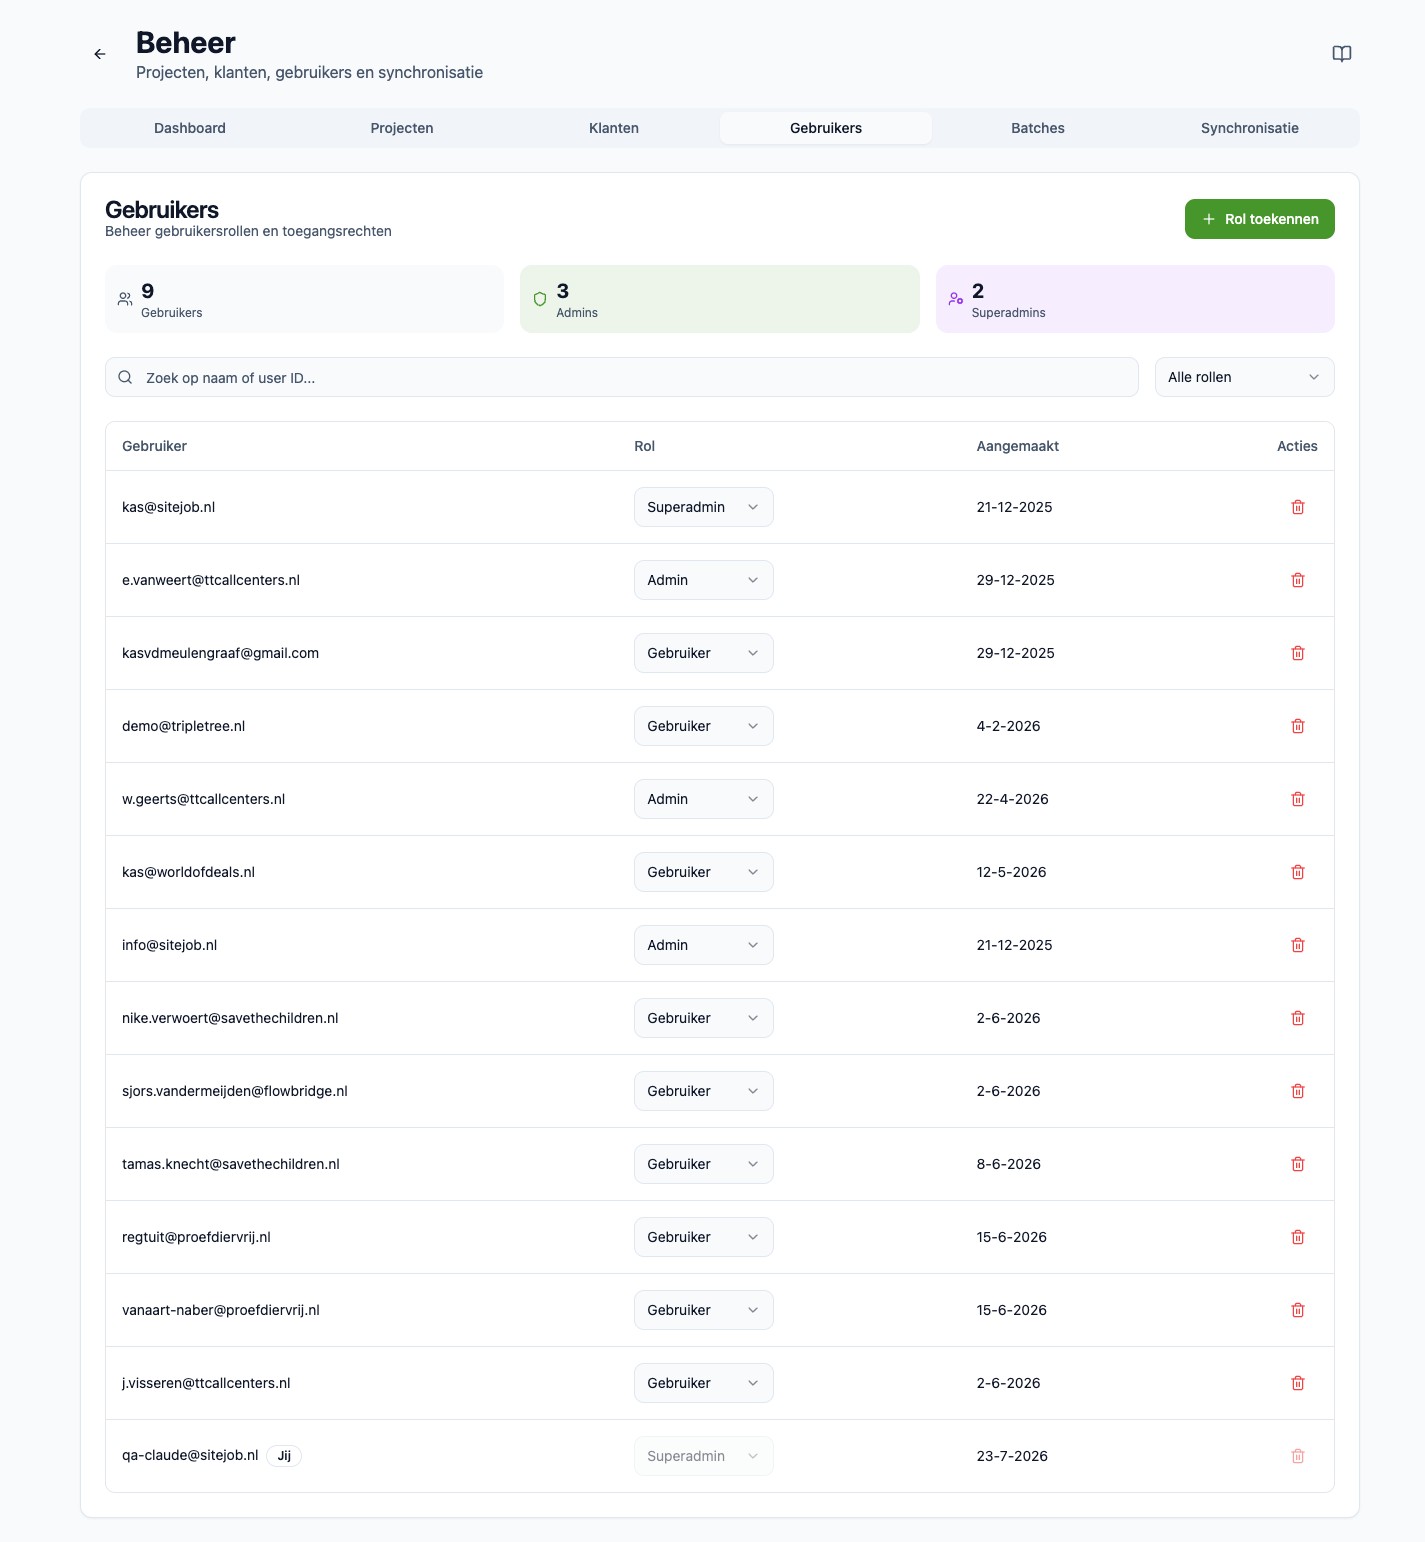 Beheer
Projecten, klanten, gebruikers en synchronisatie
Dashboard
Projecten
Klanten
Gebruikers
Batches
Synchronisatie
Gebruikers
Beheer gebruikersrollen en toegangsrechten
Rol toekennen
9
Gebruikers
3
Admins
2
Superadmins
Zoek op naam of user ID...
Alle rollen
Gebruiker Rol Aangemaakt Acties
kas@sitejob.nl Superadmin 21-12-2025
e.vanweert@ttcallcenters.nl Admin 29-12-2025
kasvdmeulengraaf@gmail.com Gebruiker 29-12-2025
demo@tripletree.nl Gebruiker 4-2-2026
w.geerts@ttcallcenters.nl Admin 22-4-2026
kas@worldofdeals.nl Gebruiker 12-5-2026
info@sitejob.nl Admin 21-12-2025
nike.verwoert@savethechildren.nl Gebruiker 2-6-2026
sjors.vandermeijden@flowbridge.nl Gebruiker 2-6-2026
tamas.knecht@savethechildren.nl Gebruiker 8-6-2026
regtuit@proefdiervrij.nl Gebruiker 15-6-2026
vanaart-naber@proefdiervrij.nl Gebruiker 15-6-2026
j.visseren@ttcallcenters.nl Gebruiker 2-6-2026
qa-claude@sitejob.nl Jij Superadmin 23-7-2026